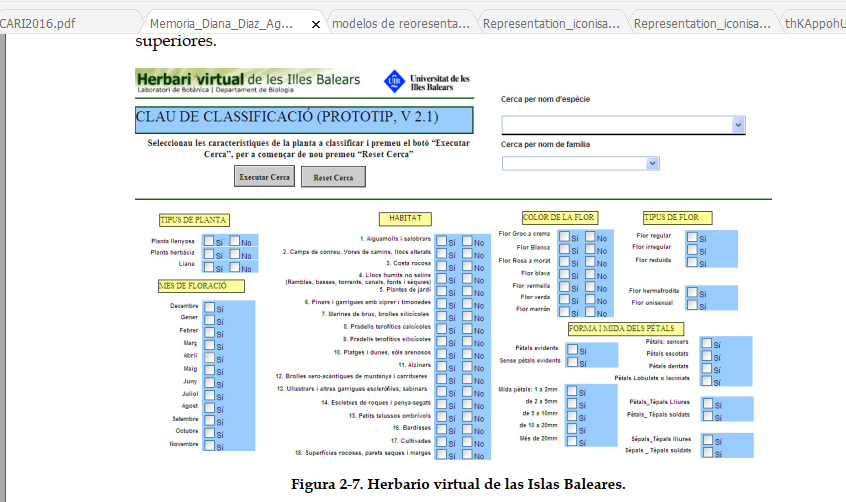 CARI2016.pdf
Memoria_Diana_Diaz_Ag...
modelos de reoresenta...
Representation_iconisa...
Representation_iconisa...
thKAppohU
superiores.
Herbari virtual de les Illes Balears
Laboratori de Botànica | Departament de Biologia
UIB
Universitat de les
Illes Balears
CLAU DE CLASSIFICACIÓ (PROTOTIP, V 2.1)
Seleccionau les característiques de la planta a classificar i premeu el botó "Executar
Cerca", per a començar de nou premeu "Reset Cerca"
Executar Cerca
Reset Cerca
Cerca per nom d'espècie
Cerca per nom de família
TIPUS DE PLANTA
Planta llenyosa Sí No
Planta herbàcia Sí No
Liana Sí No
MES DE FLORACIÓ
Decembre Sí
Gener Sí
Febrer Sí
Març Sí
Abril Sí
Maig Sí
Juny Sí
Juliol Sí
Agost Sí
Setembre Sí
Octubre Sí
Novembre Sí
HABITAT
1. Aiguamolls i salobrars Sí No
2. Camps de conreu, Vores de camins, llocs alterats Sí No
3. Costa rocosa Sí No
4. Llocs humits no salins
(Rambles, basses, torrents, canals, fonts i sèquies) Sí No
5. Plantes de jardí Sí No
6. Pinars i garrigues amb xiprer i timonedes Sí No
7. Marines de bruc, brolles silicícoles Sí No
8. Pradells terofítics calcícoles Sí No
9. Pradells terofítics silicícoles Sí No
10. Platges i dunes, sòls arenosos Sí No
11. Alzinars Sí No
12. Brolles xero-acàntiques de muntanya i carritxeres Sí No
13. Ullastrars i altres garrigues escleròfiles, sabinars Sí No
14. Escletxes de roques i penya-segats Sí No
15. Petits talussos ombrívols Sí No
16. Bardisses Sí No
17. Cultivades Sí No
18. Superfícies rocoses, parets seques i marges Sí No
COLOR DE LA FLOR
Flor Groc a crema Sí No
Flor Blanca Sí No
Flor Rosa a morat Sí No
Flor blava Sí No
Flor vermella Sí No
Flor verda Sí No
Flor marrón Sí No
TIPUS DE FLOR
Flor regular Sí
Flor irregular Sí
Flor reduïda Sí
Flor hermafrodita Sí
Flor unisexual Sí
FORMA I MIDA DELS PÈTALS
Pètals evidents Sí
Sense pètals evidents Sí
Mida pètals: 1 a 2mm Sí
de 2 a 5mm Sí
de 5 a 10mm Sí
de 10 a 20mm Sí
Més de 20mm Sí
Pètals: sencers Sí
Pètals escotats Sí
Pètals dentats Sí
Pètals Lobulats o laciniats Sí
Pètals_Tèpals Lliures Sí
Pètals_ Tèpals soldats Sí
Sèpals_Tèpals lliures Sí
Sèpals _ Tèpals soldats Sí
Figura 2-7. Herbario virtual de las Islas Baleares.